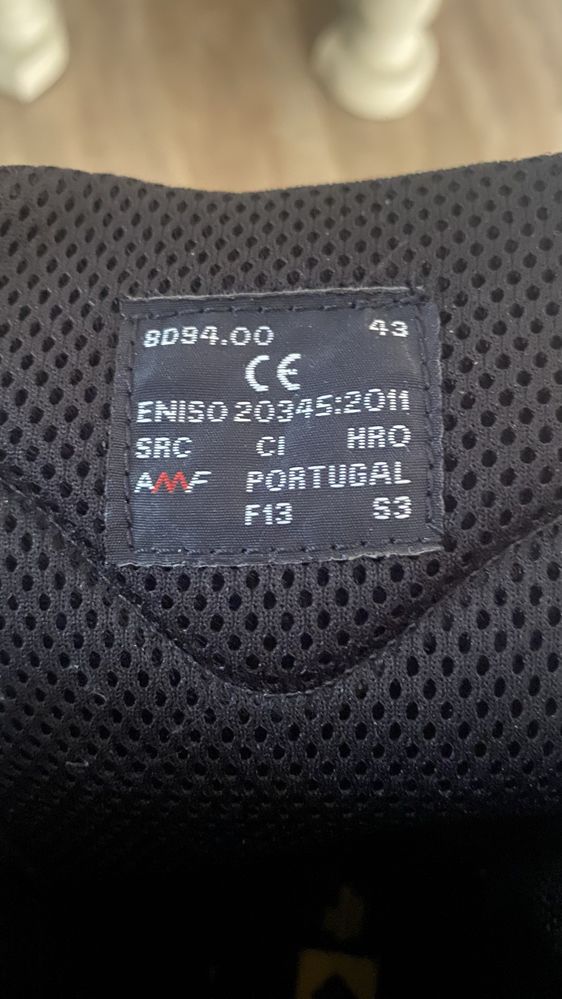 8D94.00 43
CE
ENISO 20345:2011
SRC CI HRO
AMF PORTUGAL
F13 S3